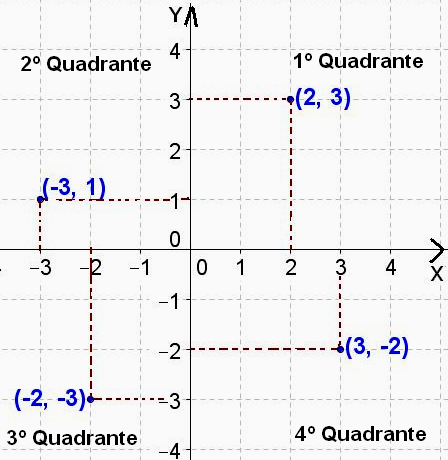 Y
4
1º Quadrante
2º Quadrante
3
(2, 3)
2
(-3, 1)
1
0
-3 -2 -1 0 1 2 3 4
X
-1
-2
(3, -2)
(-2, -3)
-3
3º Quadrante
4º Quadrante
-4